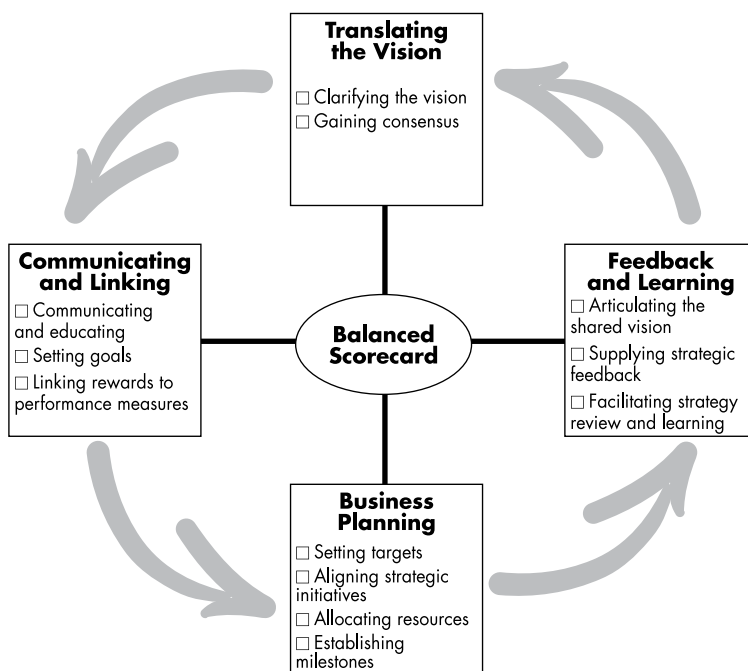 Translating
the Vision
□ Clarifying the vision
□ Gaining consensus
Communicating
and Linking
□ Communicating
and educating
□ Setting goals
□ Linking rewards to
performance measures
Balanced
Scorecard
Feedback
and Learning
□ Articulating the
shared vision
□ Supplying strategic
feedback
□ Facilitating strategy
review and learning
Business
Planning
□ Setting targets
□ Aligning strategic
initiatives
□ Allocating resources
□ Establishing
milestones